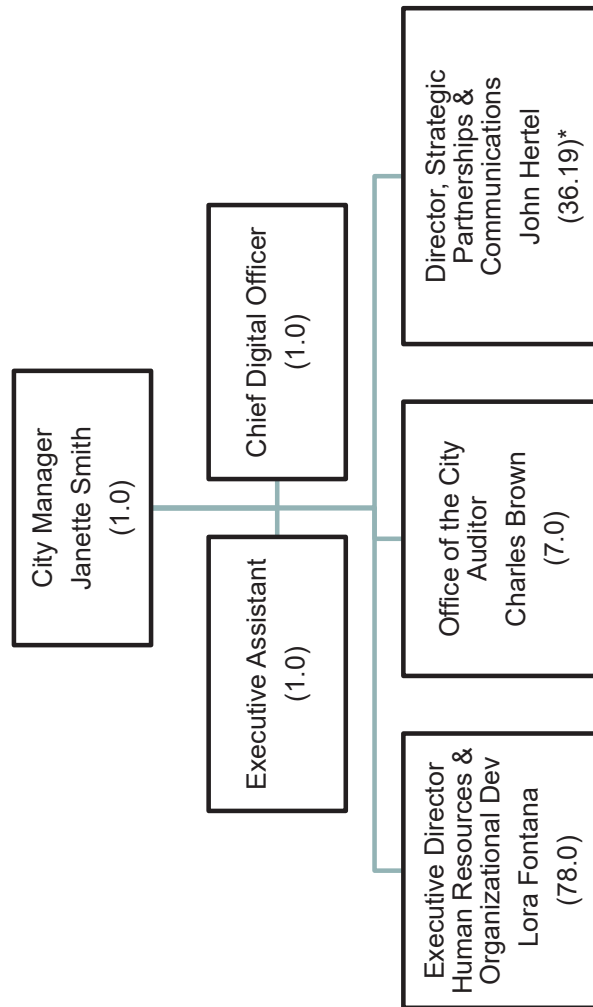 City Manager
Janette Smith
(1.0)
Executive Assistant
(1.0)
Chief Digital Officer
(1.0)
Executive Director
Human Resources &
Organizational Dev
Lora Fontana
(78.0)
Office of the City
Auditor
Charles Brown
(7.0)
Director, Strategic
Partnerships &
Communications
John Hertel
(36.19)*